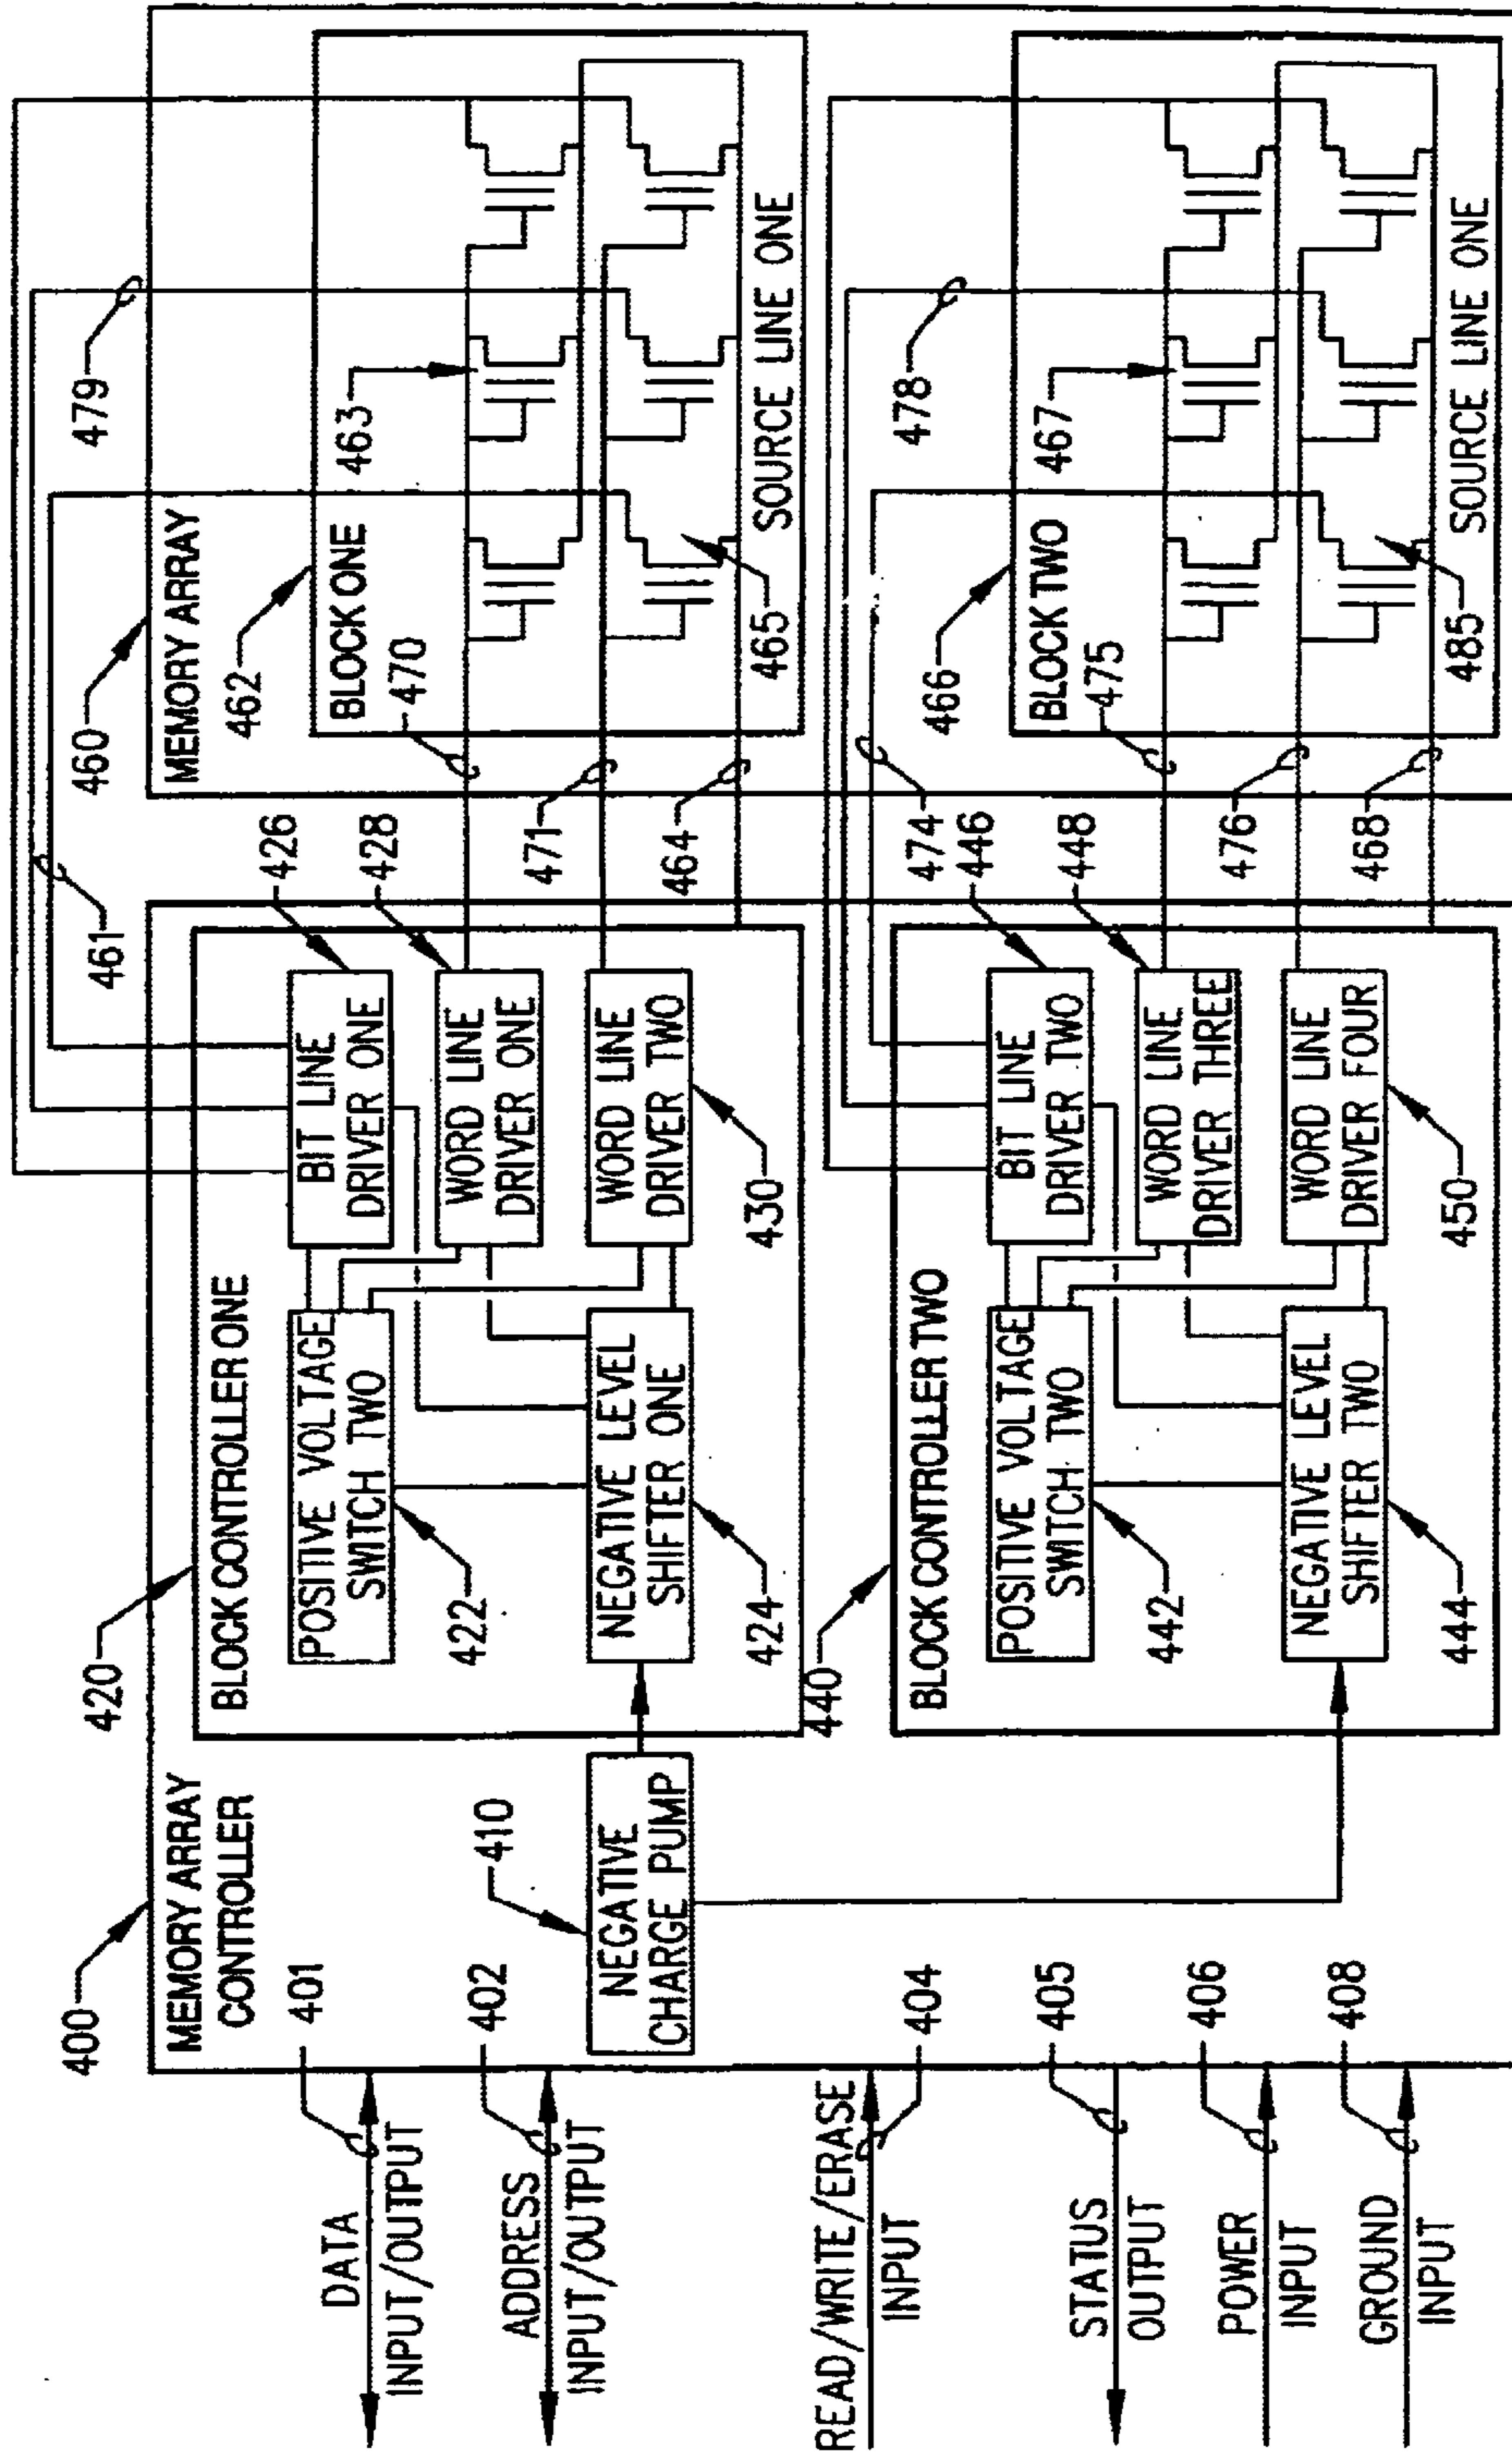 400
MEMORY ARRAY
CONTROLLER
401
DATA
INPUT/OUTPUT
402
ADDRESS
INPUT/OUTPUT
READ/WRITE/ERASE
INPUT
404
STATUS
OUTPUT
405
POWER
INPUT
406
GROUND
INPUT
408
410
NEGATIVE
CHARGE PUMP
420
BLOCK CONTROLLER ONE
POSITIVE VOLTAGE
SWITCH TWO
422
NEGATIVE LEVEL
SHIFTER ONE
424
BIT LINE
DRIVER ONE
426
WORD LINE
DRIVER ONE
428
WORD LINE
DRIVER TWO
430
440
BLOCK CONTROLLER TWO
POSITIVE VOLTAGE
SWITCH TWO
442
NEGATIVE LEVEL
SHIFTER TWO
444
BIT LINE
DRIVER TWO
446
WORD LINE
DRIVER THREE
448
WORD LINE
DRIVER FOUR
450
461
460
MEMORY ARRAY
479
462
BLOCK ONE
463
470
471
464
465
SOURCE LINE ONE
474
478
466
BLOCK TWO
467
475
476
468
485
SOURCE LINE ONE